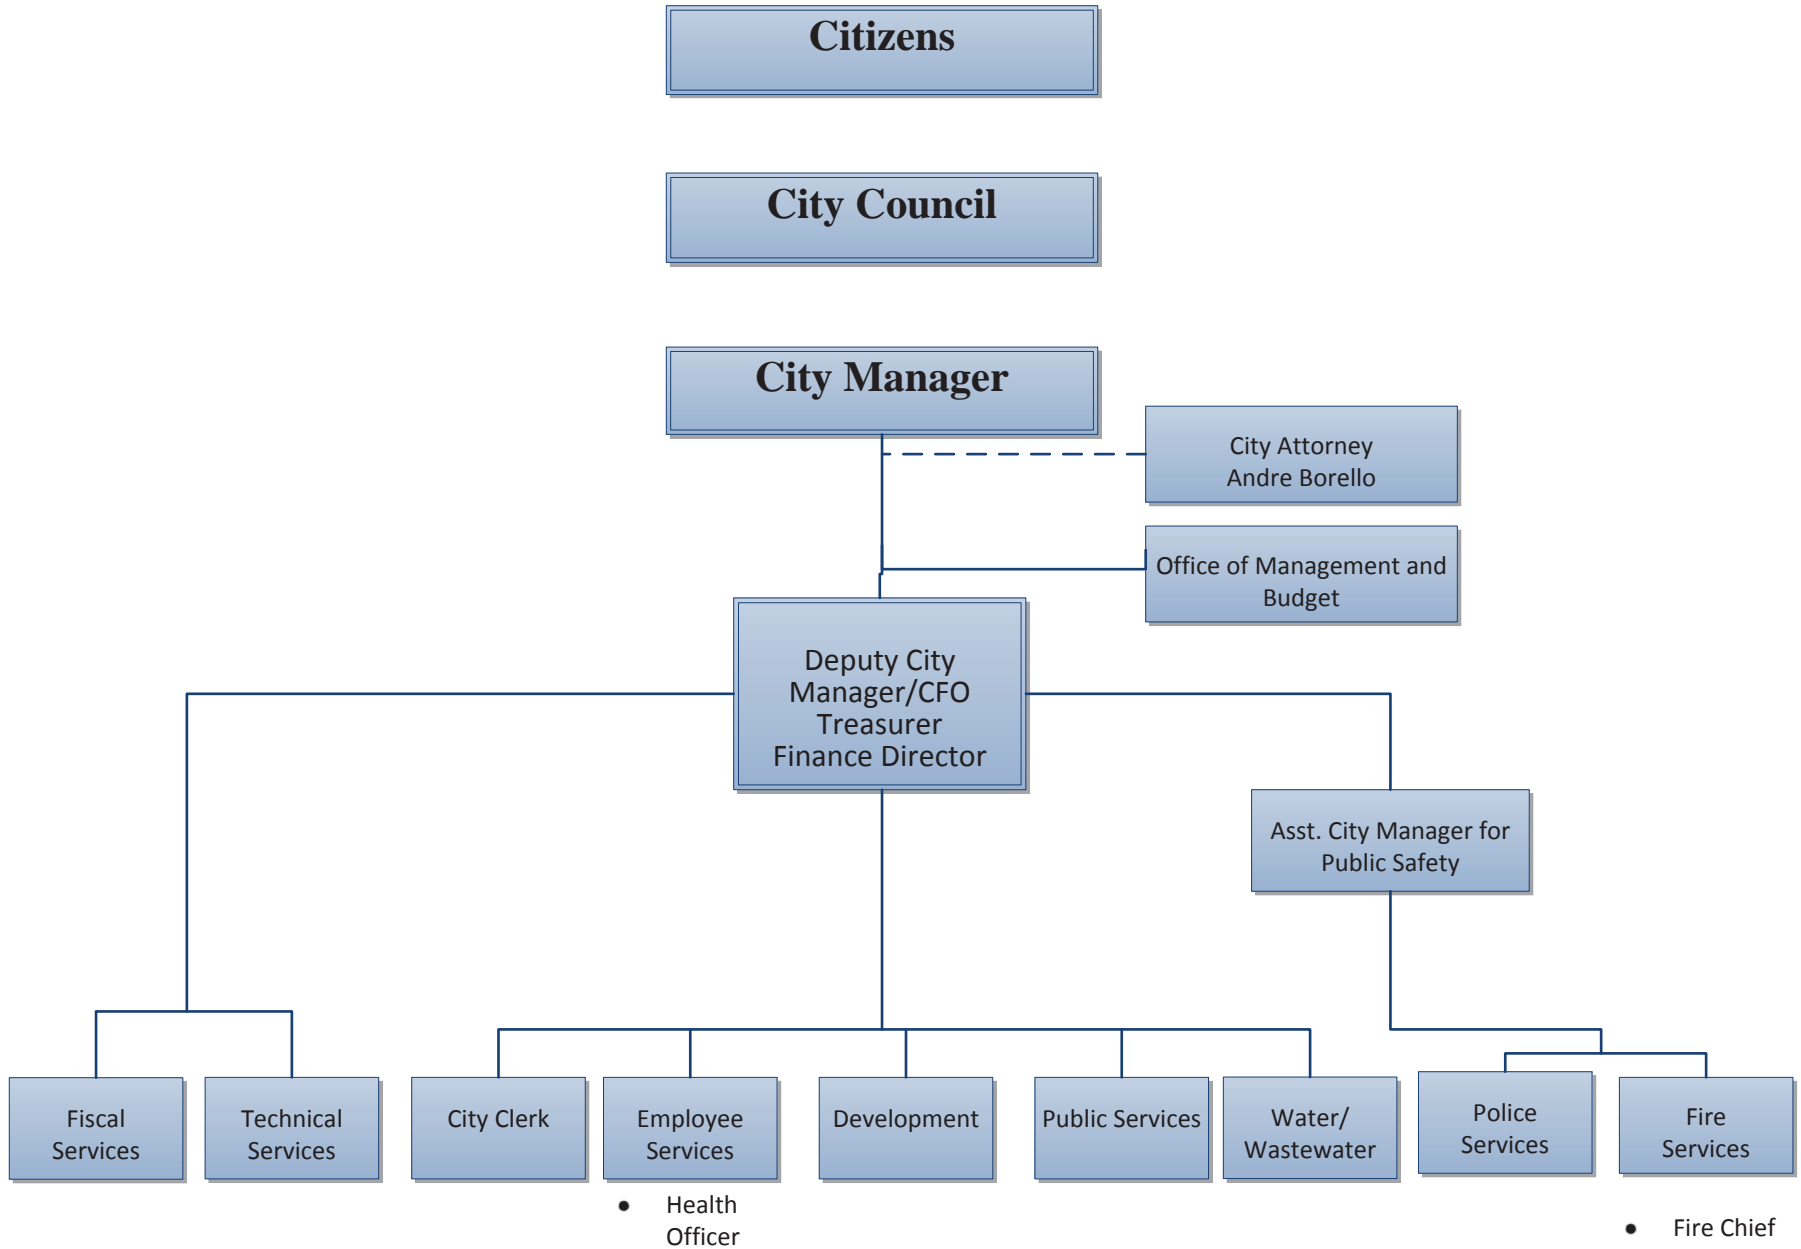 Citizens
City Council
City Manager
City Attorney
Andre Borello
Office of Management and
Budget
Deputy City
Manager/CFO
Treasurer
Finance Director
Asst. City Manager for
Public Safety
Fiscal
Services
Technical
Services
City Clerk
Employee
Services
Development
Public Services
Water/
Wastewater
Police
Services
Fire
Services
• Health
Officer
• Fire Chief